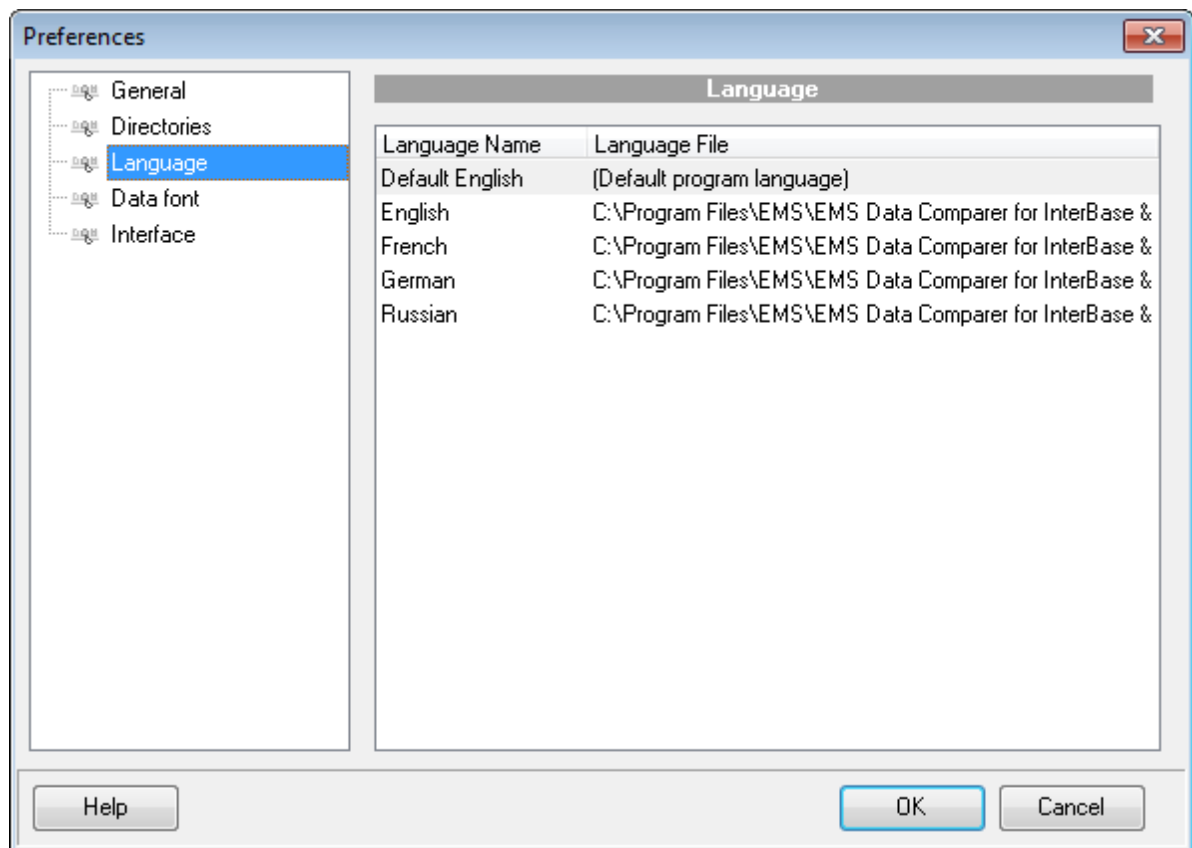 Preferences
General
Directories
Language
Data font
Interface
Language
Language Name Language File
Default English (Default program language)
English C:\Program Files\EMS\EMS Data Comparer for InterBase &
French C:\Program Files\EMS\EMS Data Comparer for InterBase &
German C:\Program Files\EMS\EMS Data Comparer for InterBase &
Russian C:\Program Files\EMS\EMS Data Comparer for InterBase &
Help OK Cancel